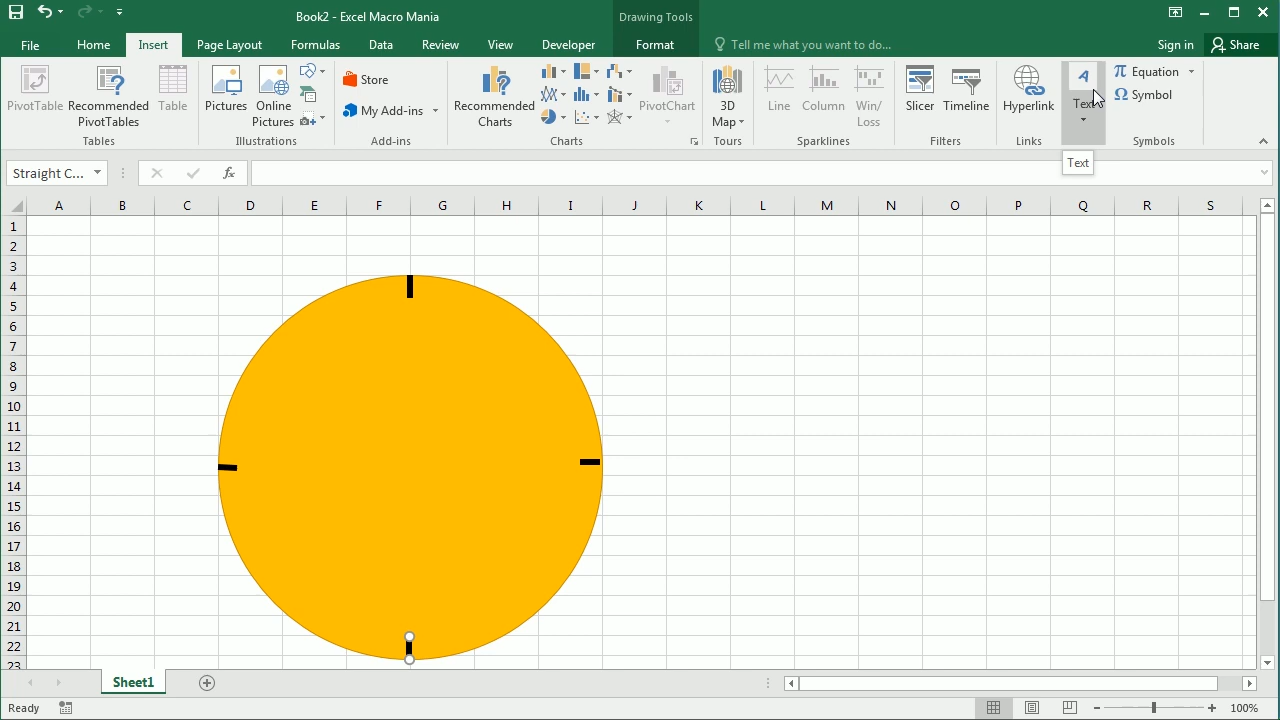 Book2 - Excel Macro Mania
Drawing Tools
File
Home
Insert
Page Layout
Formulas
Data
Review
View
Developer
Format
Tell me what you want to do...
Sign in
Share
PivotTable
Recommended
PivotTables
Table
Tables
Pictures
Online
Pictures
Illustrations
Store
My Add-ins
Add-ins
Recommended
Charts
PivotChart
Charts
3D
Map
Tours
Line
Column
Win/
Loss
Sparklines
Slicer
Timeline
Filters
Hyperlink
Links
Text
Equation
Symbol
Symbols
Text
Straight C...
fx
A B C D E F G H I J K L M N O P Q R S
1
2
3
4
5
6
7
8
9
10
11
12
13
14
15
16
17
18
19
20
21
22
23
Sheet1
Ready
100%